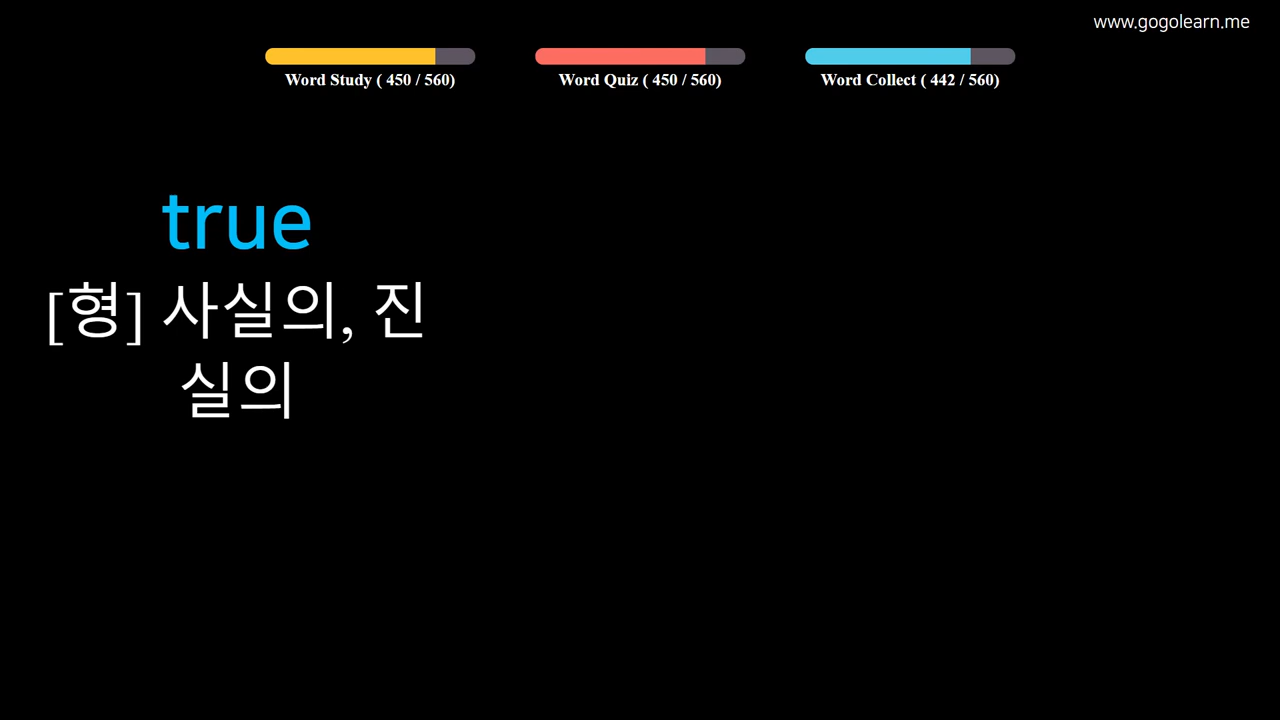 www.gogolearn.me
Word Study ( 450 / 560)
Word Quiz ( 450 / 560)
Word Collect ( 442 / 560)
true
[형] 사실의, 진
실의